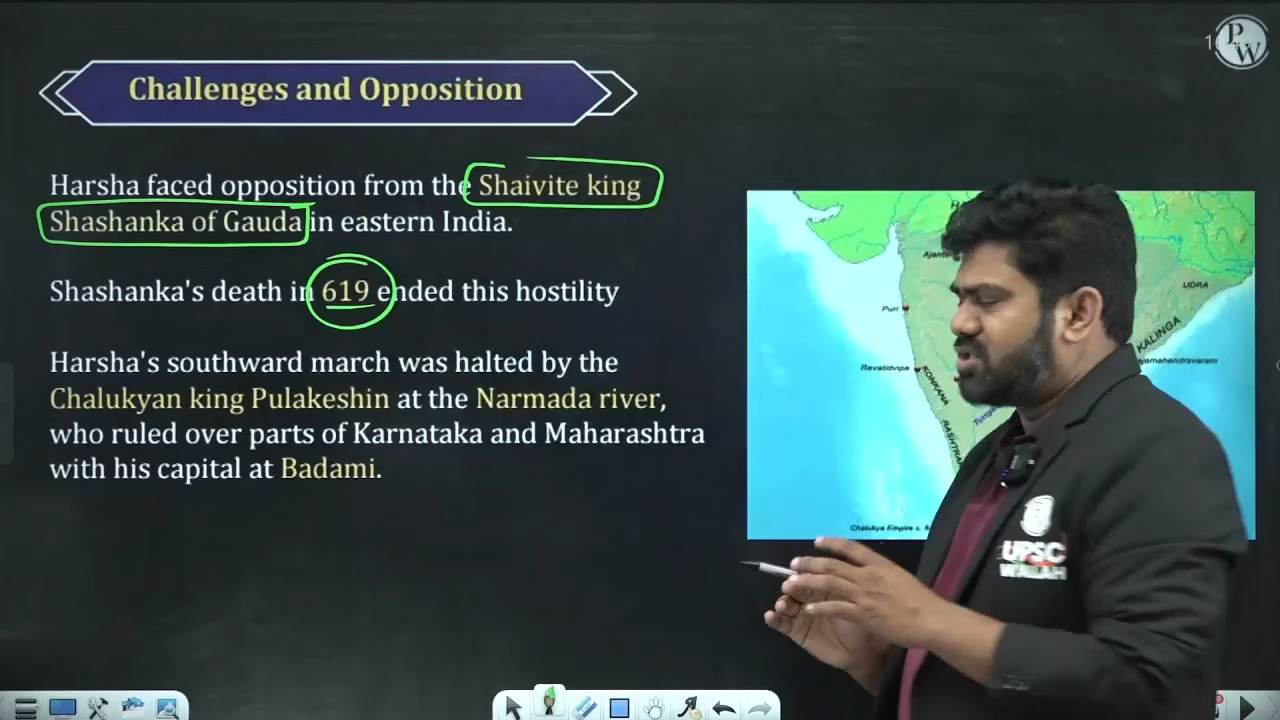 Challenges and Opposition
Harsha faced opposition from the Shaivite king
Shashanka of Gauda in eastern India.
Shashanka's death in 619 ended this hostility
Harsha's southward march was halted by the
Chalukyan king Pulakeshin at the Narmada river,
who ruled over parts of Karnataka and Maharashtra
with his capital at Badami.
PW
UDRA
KALINGA
Puri
Revatidvipa
KONKANA
UPSC
WALLAH